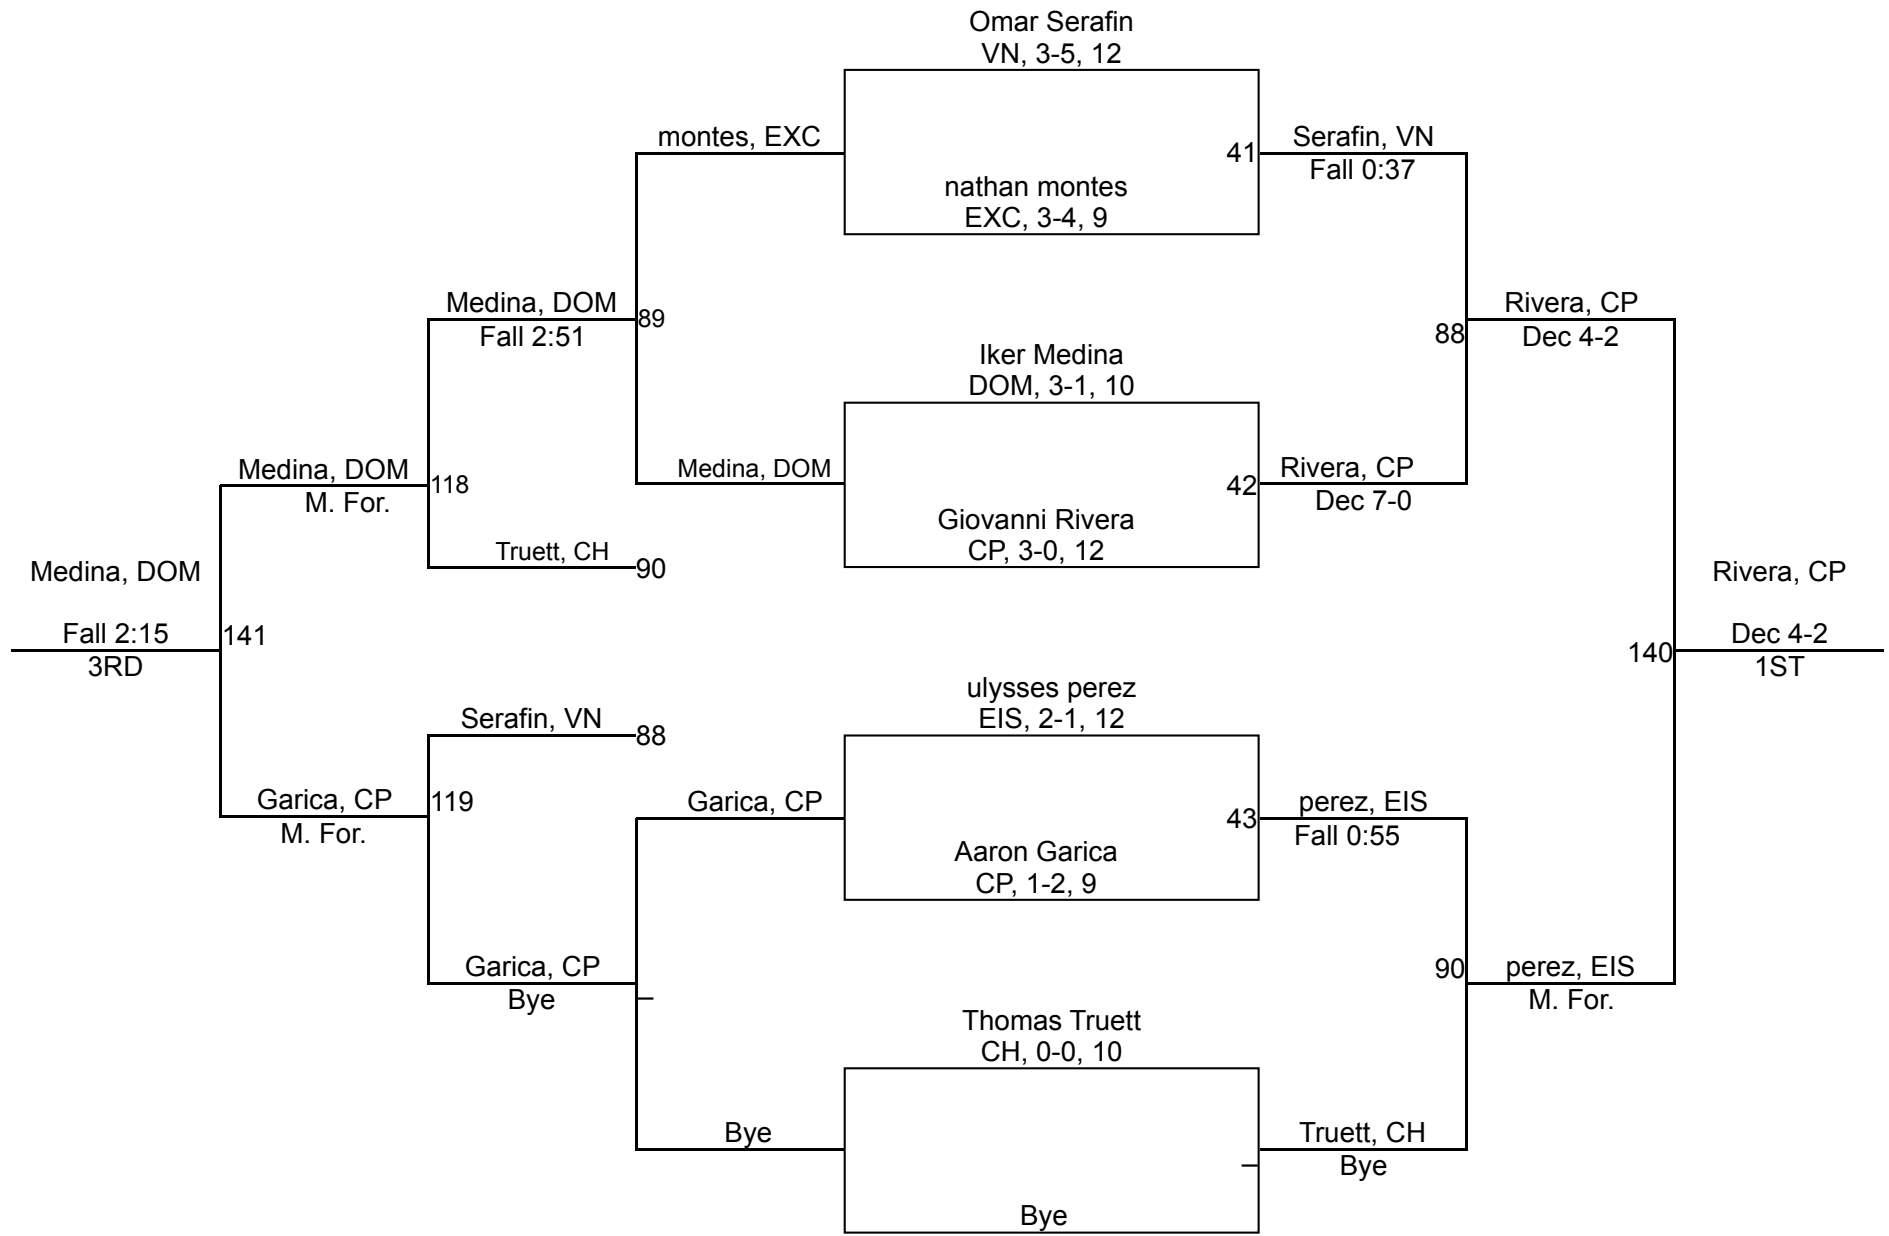 Omar Serafin
VN, 3-5, 12
montes, EXC
41
Serafin, VN
Fall 0:37
nathan montes
EXC, 3-4, 9
Medina, DOM
Fall 2:51
89
88
Rivera, CP
Dec 4-2
Iker Medina
DOM, 3-1, 10
Medina, DOM
M. For.
118
Medina, DOM
42
Rivera, CP
Dec 7-0
Giovanni Rivera
CP, 3-0, 12
Truett, CH
90
Medina, DOM
Fall 2:15
3RD
141
Rivera, CP
140
Dec 4-2
1ST
ulysses perez
EIS, 2-1, 12
Serafin, VN
88
Garica, CP
M. For.
119
Garica, CP
43
perez, EIS
Fall 0:55
Aaron Garica
CP, 1-2, 9
Garica, CP
Bye
90
perez, EIS
M. For.
Thomas Truett
CH, 0-0, 10
Bye
Truett, CH
Bye
Bye